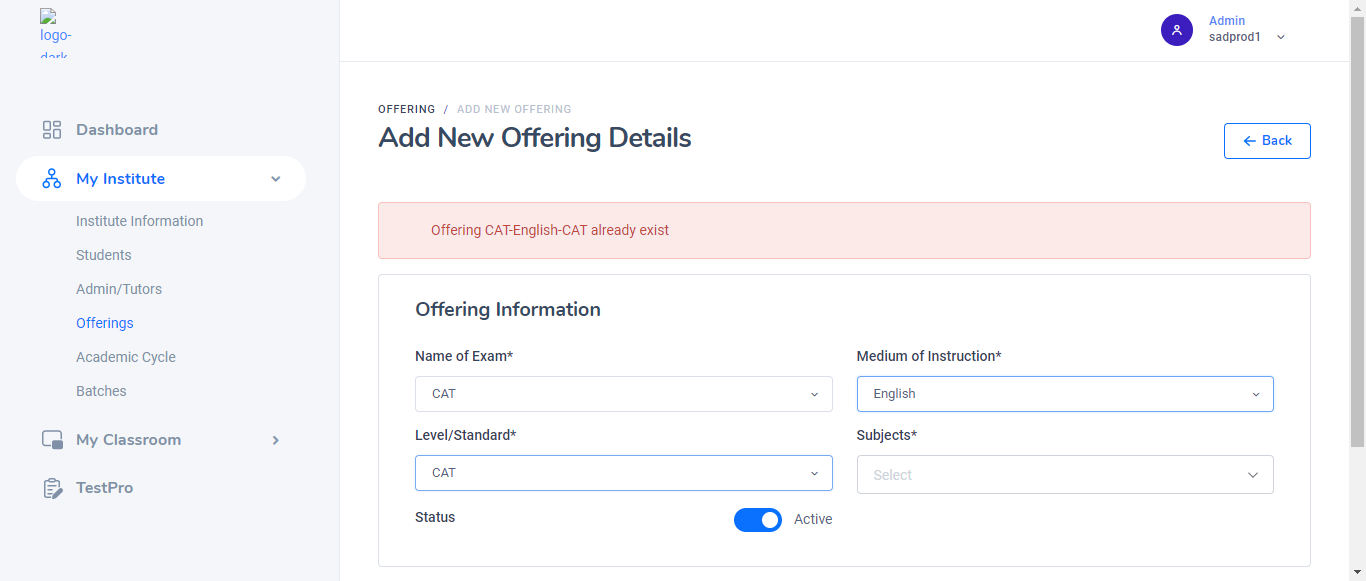 logo-
dark
Admin
sadprod1
Dashboard
My Institute
Institute Information
Students
Admin/Tutors
Offerings
Academic Cycle
Batches
My Classroom
TestPro
OFFERING / ADD NEW OFFERING
Add New Offering Details
Back
Offering CAT-English-CAT already exist
Offering Information
Name of Exam* Medium of Instruction*
CAT English
Level/Standard* Subjects*
CAT Select
Status Active